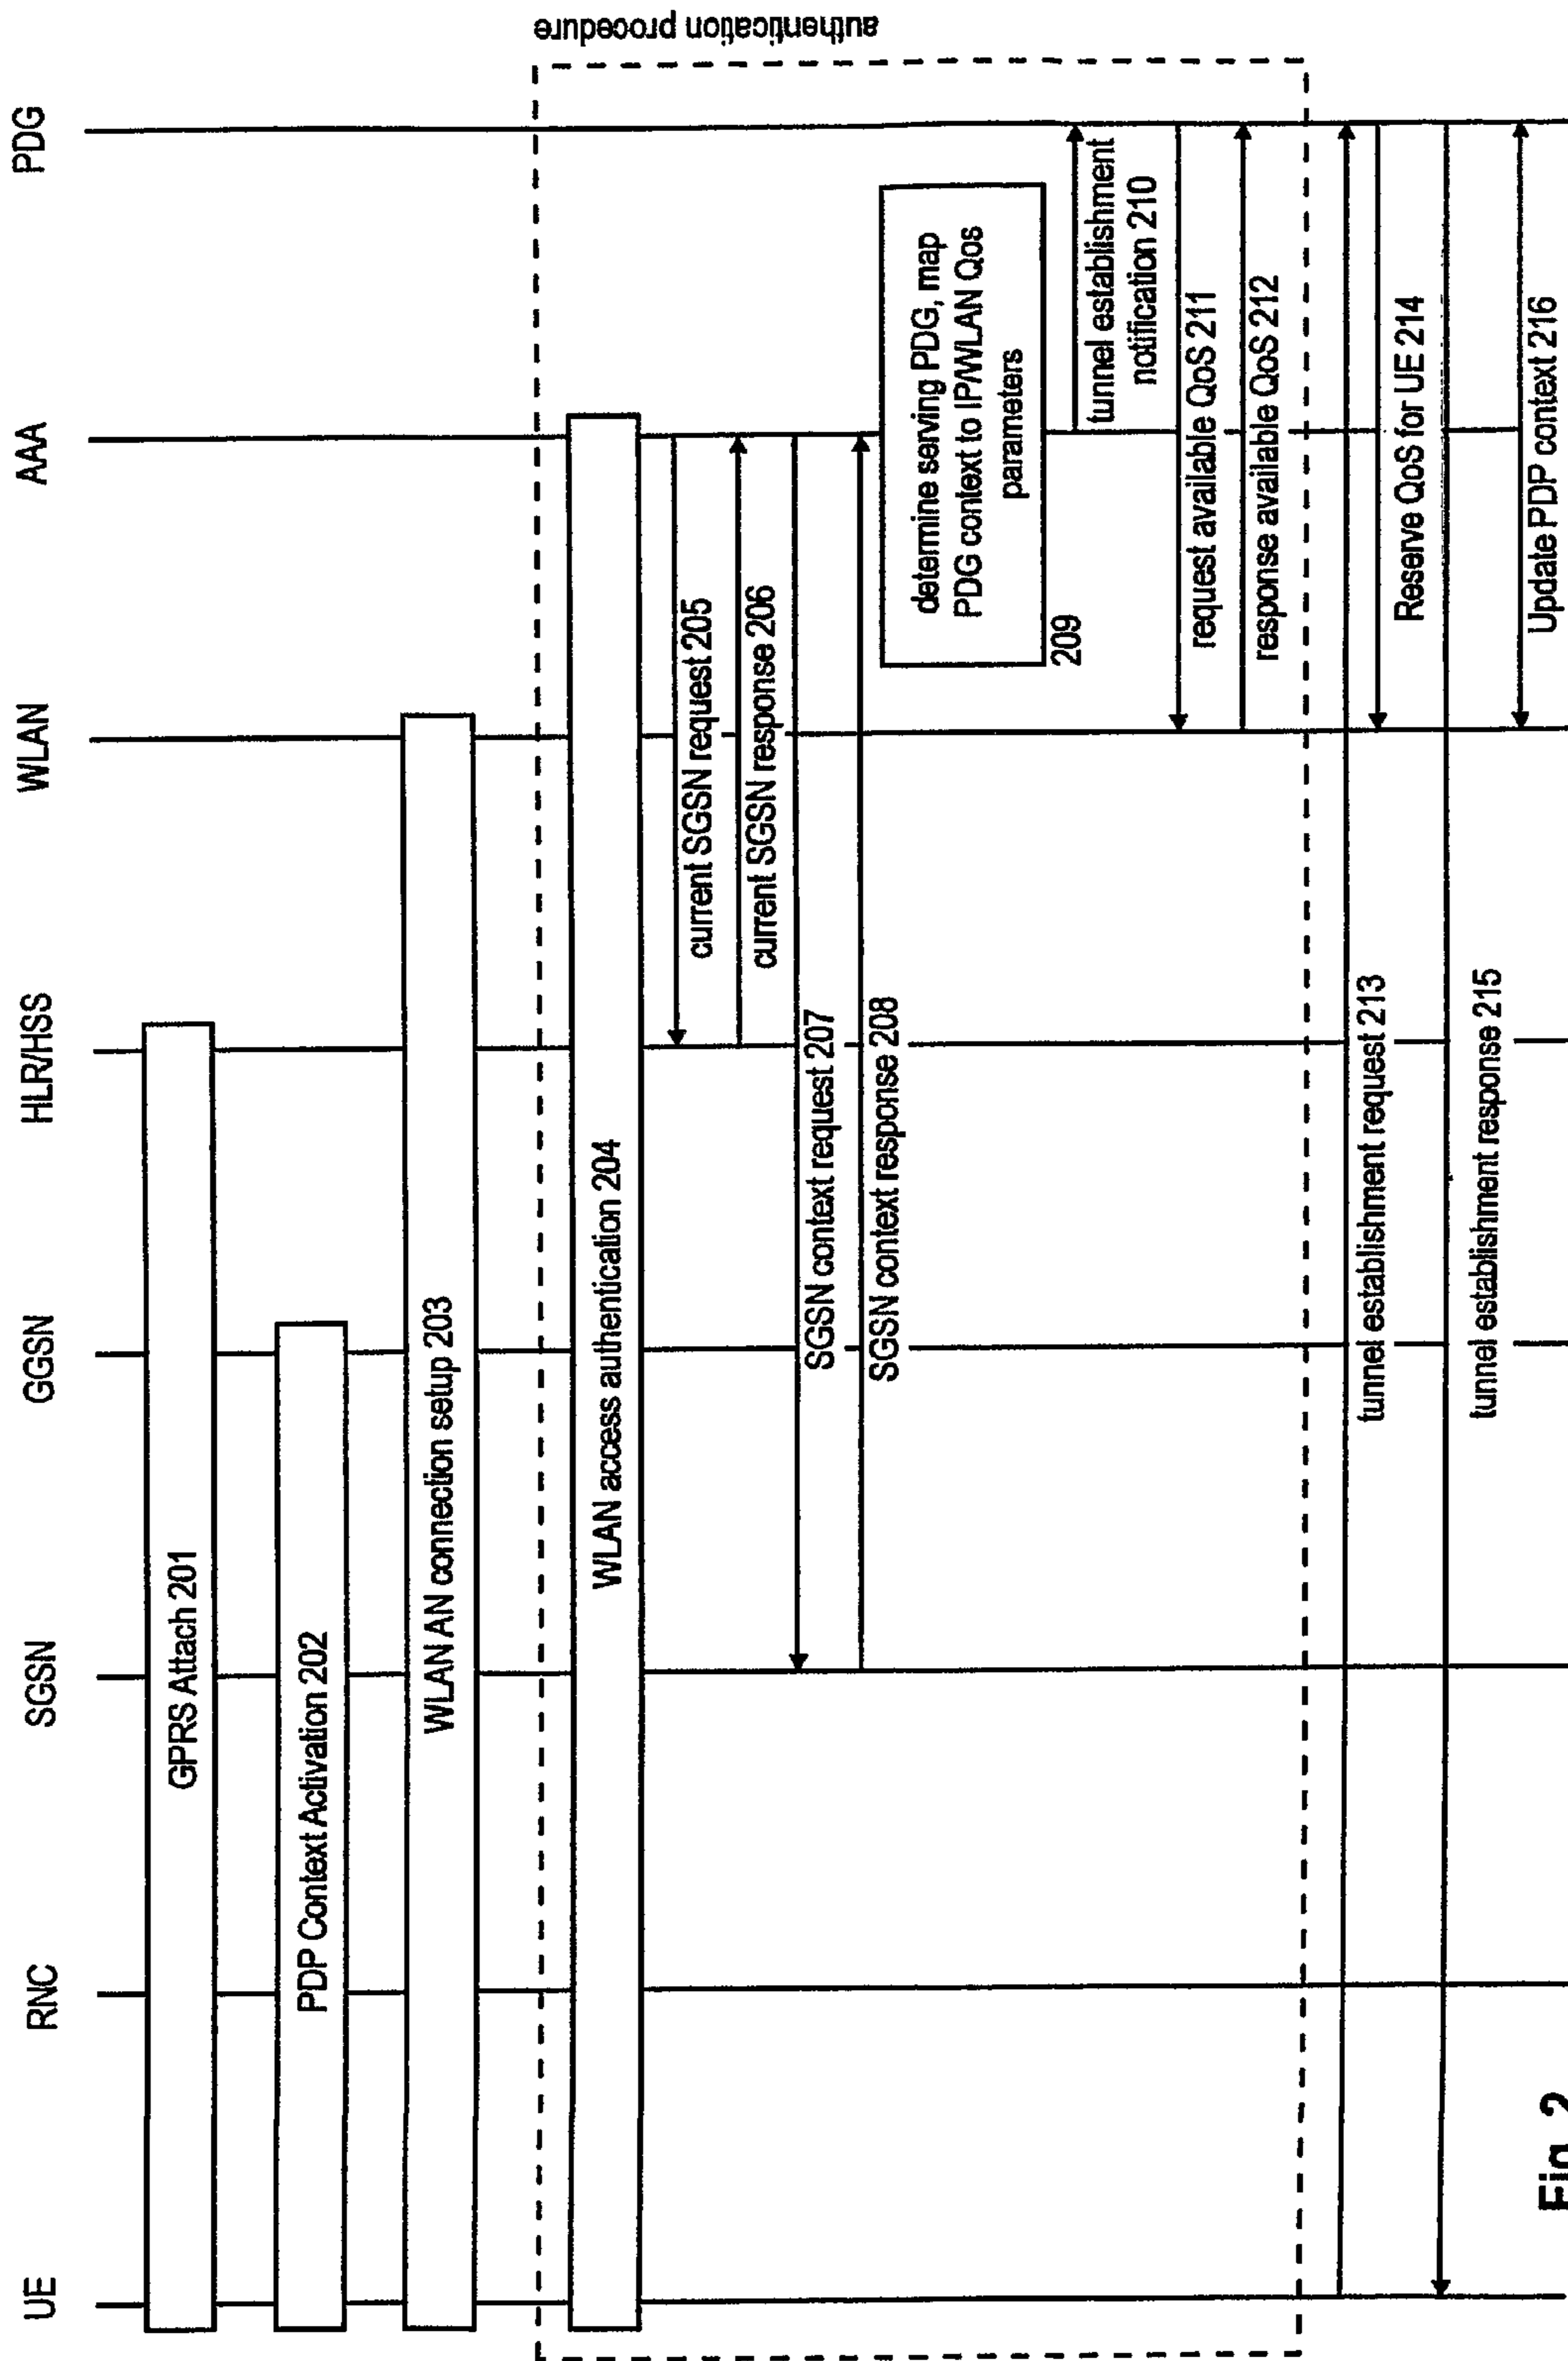 UE
RNC
SGSN
GGSN
HLR/HSS
WLAN
AAA
PDG
GPRS Attach 201
PDP Context Activation 202
WLAN AN connection setup 203
authentication procedure
WLAN access authentication 204
current SGSN request 205
current SGSN response 206
SGSN context request 207
SGSN context response 208
determine serving PDG, map
PDG context to IP/WLAN Qos
parameters
209
tunnel establishment
notification 210
request available QoS 211
response available QoS 212
tunnel establishment request 213
Reserve QoS for UE 214
tunnel establishment response 215
Update PDP context 216
Fig. 2